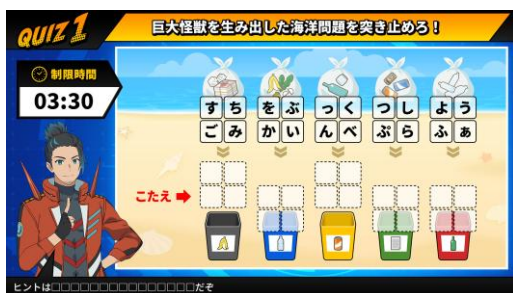 QUIZ 1
巨大怪獣を生み出した海洋問題を突き止めろ!
制限時間
03:30
すち をぶ っく つし よう
ごみ かい んべ ぷら ふぁ
こたえ
ヒントは□□□□□□□□□□□□□□□だぞ